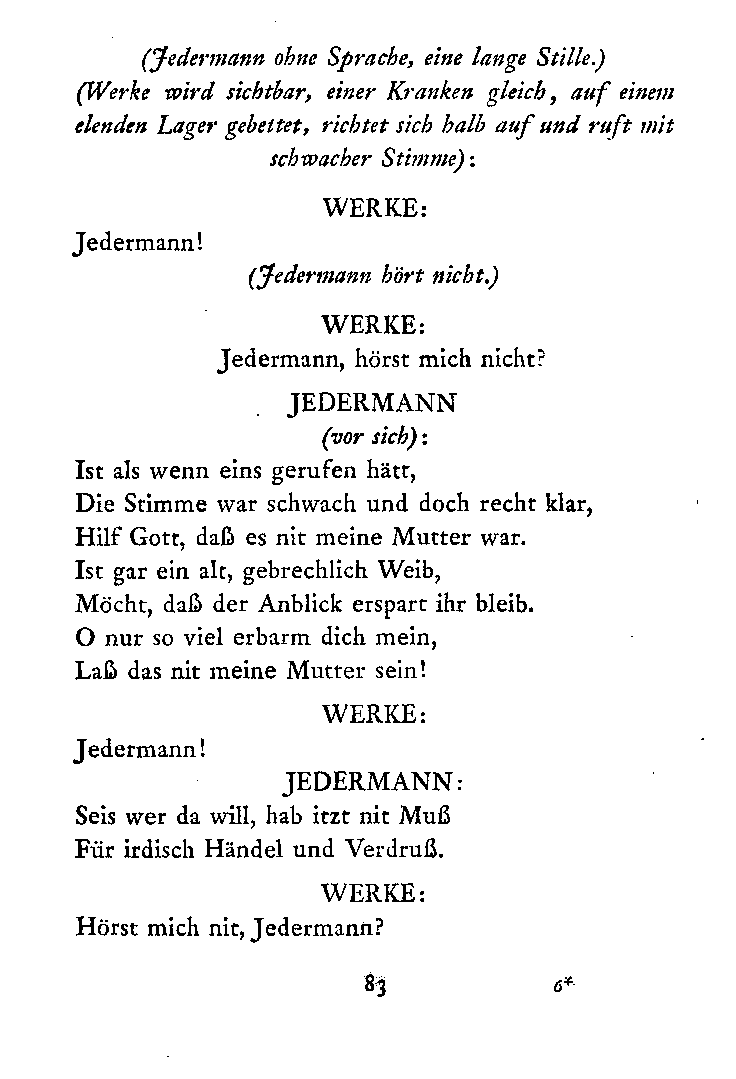 (Jedermann ohne Sprache, eine lange Stille.)
(Werke wird sichtbar, einer Kranken gleich, auf einem
elenden Lager gebettet, richtet sich halb auf und ruft mit
schwacher Stimme):
WERKE:
Jedermann!
(Jedermann hört nicht.)
WERKE:
Jedermann, hörst mich nicht?
JEDERMANN
(vor sich):
Ist als wenn eins gerufen hätt,
Die Stimme war schwach und doch recht klar,
Hilf Gott, daß es nit meine Mutter war.
Ist gar ein alt, gebrechlich Weib,
Möcht, daß der Anblick erspart ihr bleib.
O nur so viel erbarm dich mein,
Laß das nit meine Mutter sein!
WERKE:
Jedermann!
JEDERMANN:
Seis wer da will, hab itzt nit Muß
Für irdisch Händel und Verdruß.
WERKE:
Hörst mich nit, Jedermann?
83 6*